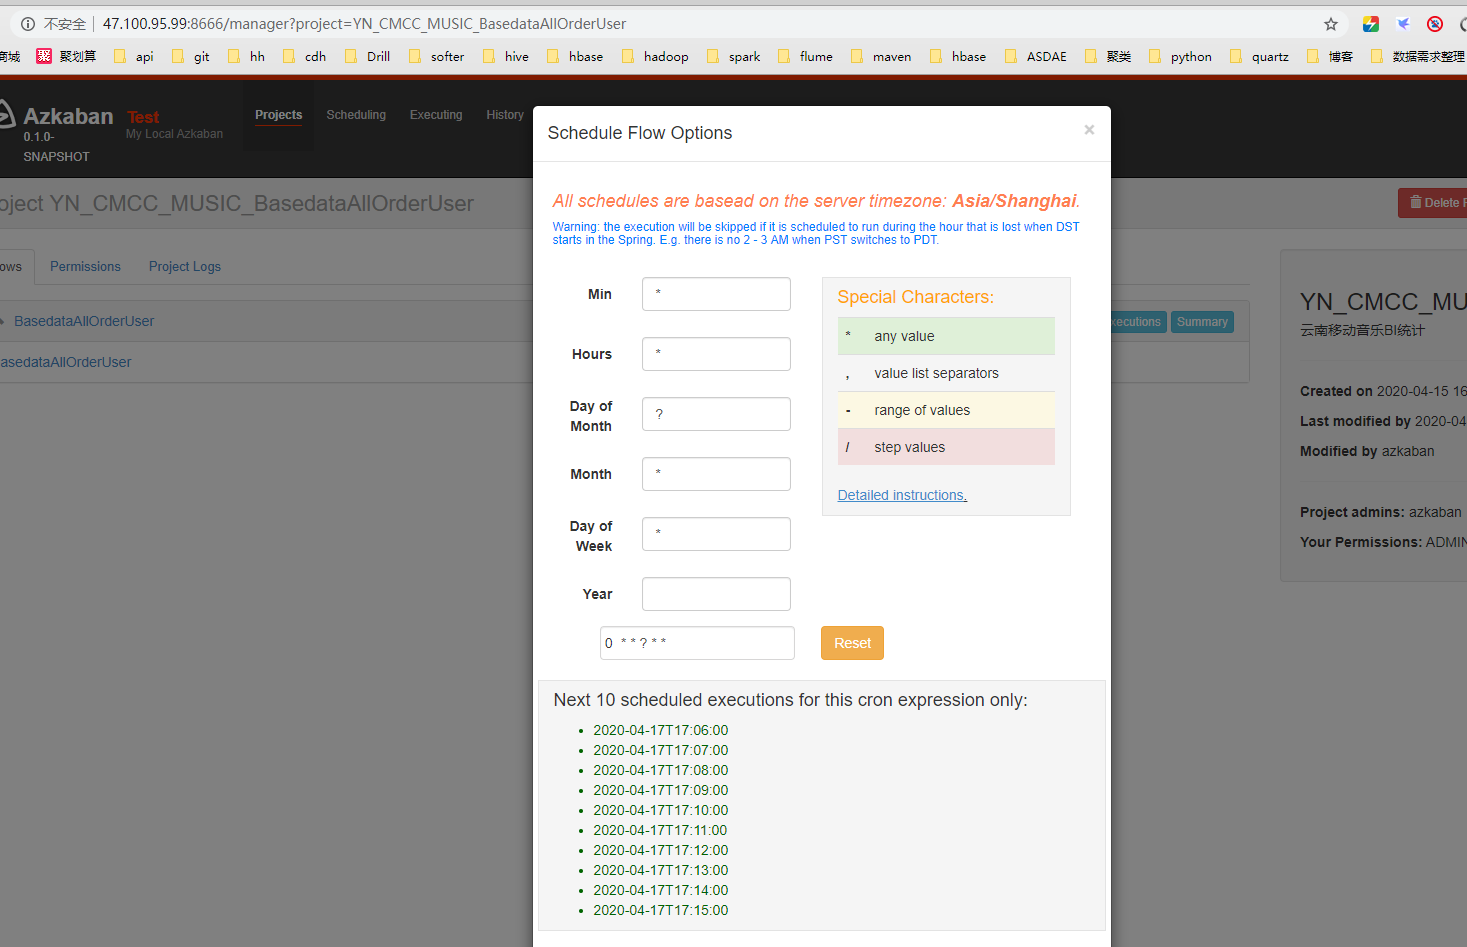 不安全 47.100.95.99:8666/manager?project=YN_CMCC_MUSIC_BasedataAllOrderUser
商城 聚 聚划算 api git hh cdh Drill softer hive hbase hadoop spark flume maven hbase ASDAE 聚类 python quartz 博客 数据需求整理
Azkaban Test
0.1.0-
SNAPSHOT
My Local Azkaban
Projects Scheduling Executing History
oject YN_CMCC_MUSIC_BasedataAllOrderUser
Delete P
ows Permissions Project Logs
BasedataAllOrderUser
xecutions Summary
asedataAllOrderUser
Schedule Flow Options ×
All schedules are basead on the server timezone: Asia/Shanghai.
Warning: the execution will be skipped if it is scheduled to run during the hour that is lost when DST
starts in the Spring. E.g. there is no 2 - 3 AM when PST switches to PDT.
Min *
Hours *
Day of
Month ?
Month *
Day of
Week *
Year
0 * * ? * *
Reset
Special Characters:
* any value
, value list separators
- range of values
/ step values
Detailed instructions.
Next 10 scheduled executions for this cron expression only:
• 2020-04-17T17:06:00
• 2020-04-17T17:07:00
• 2020-04-17T17:08:00
• 2020-04-17T17:09:00
• 2020-04-17T17:10:00
• 2020-04-17T17:11:00
• 2020-04-17T17:12:00
• 2020-04-17T17:13:00
• 2020-04-17T17:14:00
• 2020-04-17T17:15:00
YN_CMCC_MU
云南移动音乐BI统计
Created on 2020-04-15 16
Last modified by 2020-04
Modified by azkaban
Project admins: azkaban
Your Permissions: ADMIN